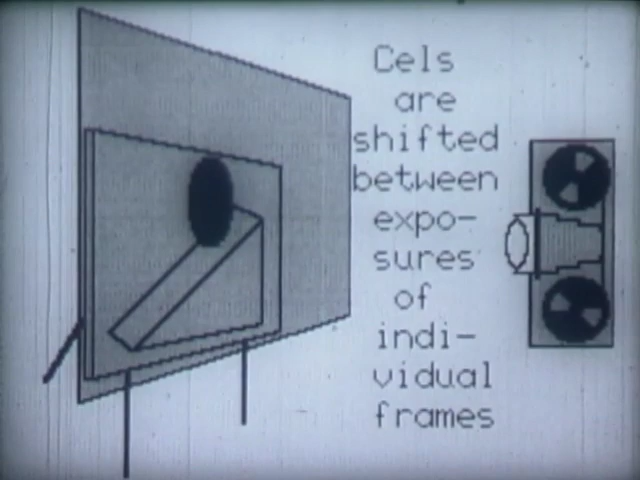 Cels
are
shifted
between
expo-
sures
of
indi-
vidual
frames